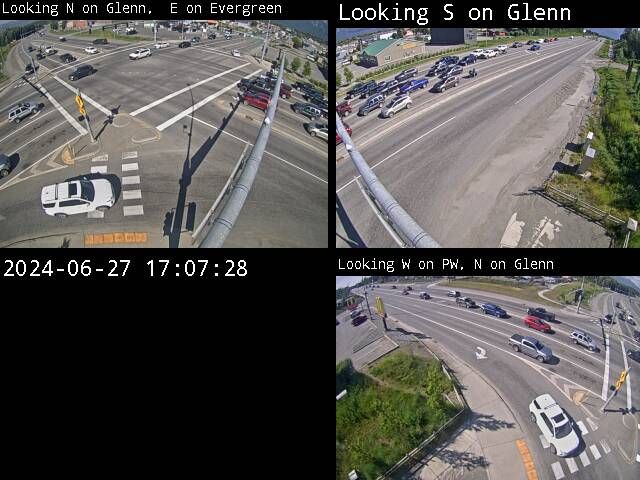 Looking N on Glenn, E on Evergreen
Looking S on Glenn
2024-06-27 17:07:28
Looking W on PW, N on Glenn